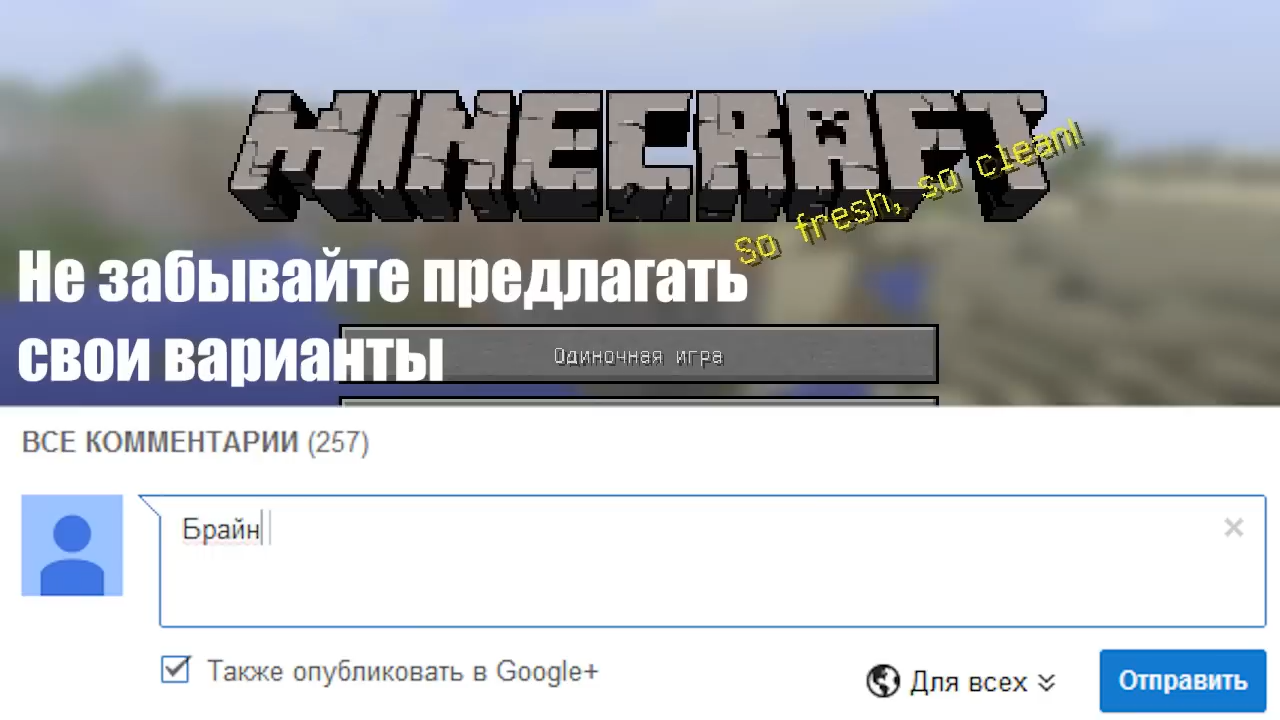 MINECRAFT
So fresh, so clean!
Не забывайте предлагать
свои варианты
Одиночная игра
ВСЕ КОММЕНТАРИИ (257)
Брайн
Также опубликовать в Google+
Для всех
Отправить